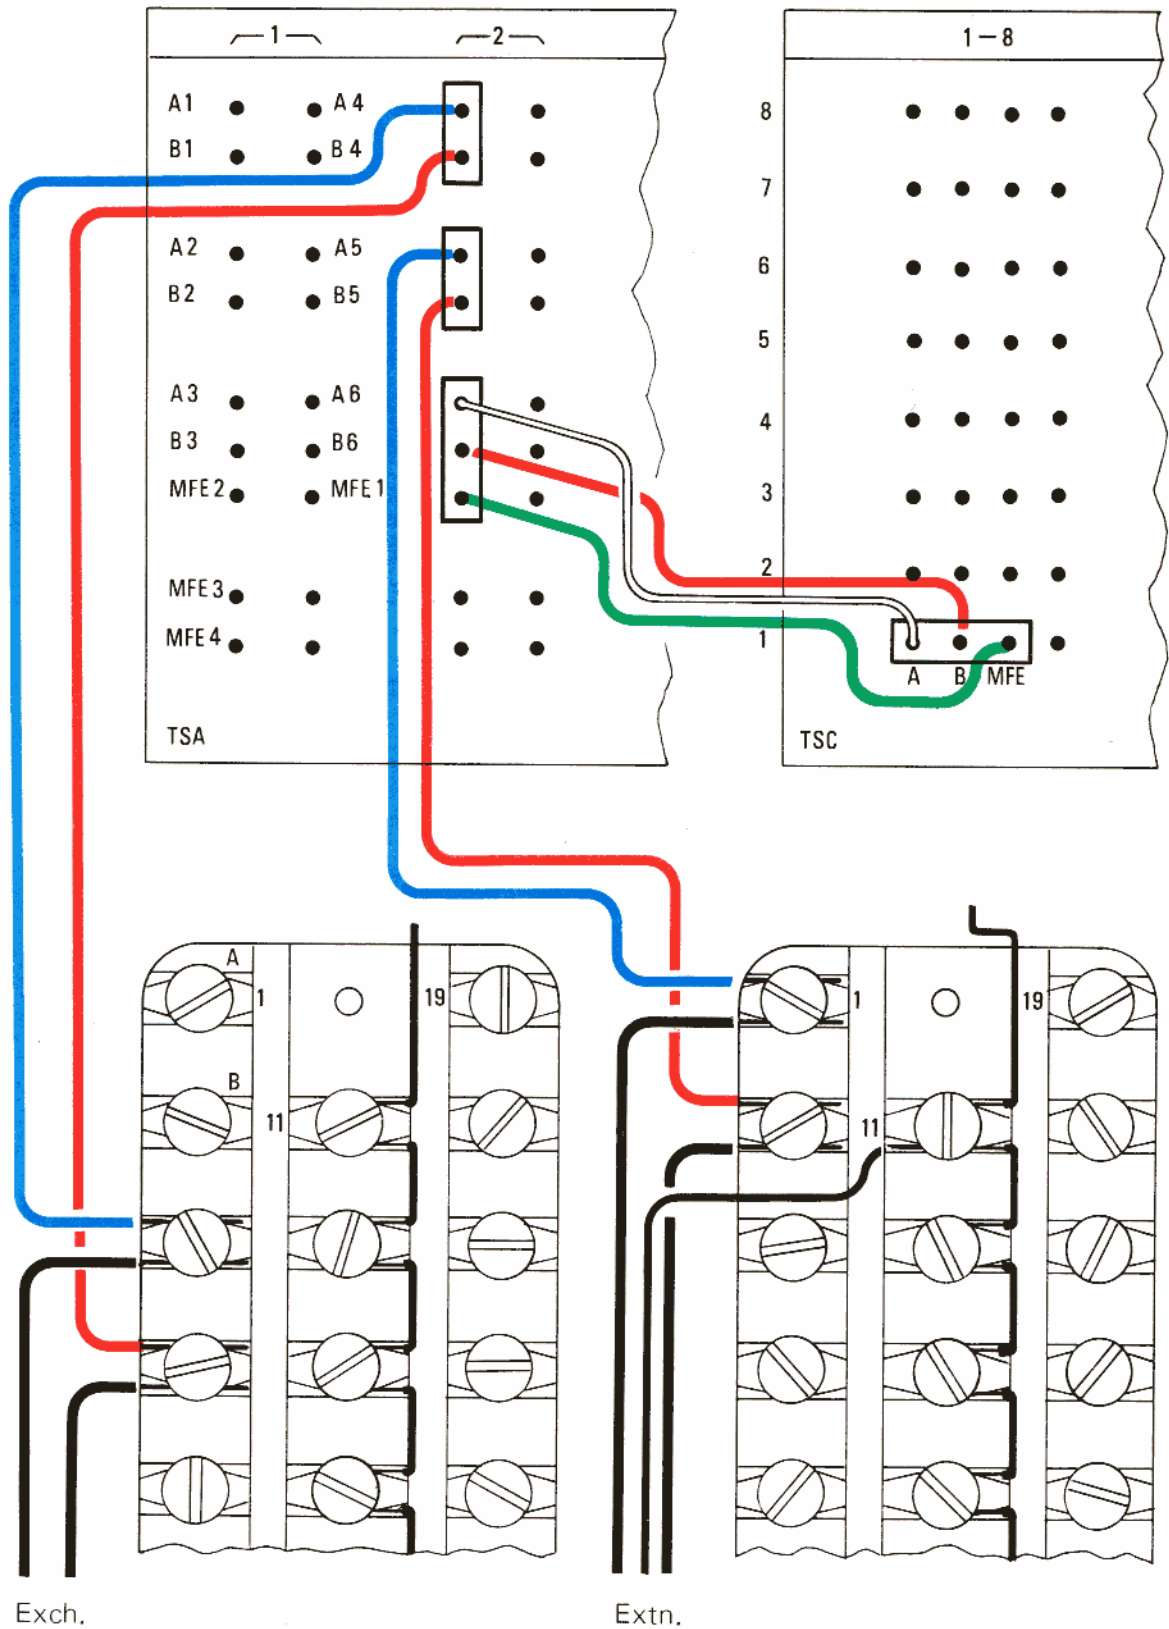 1 2 1-8
A1 A4 8
B1 B4
7
A2 A5
6
B2 B5
5
A3 A6
4
B3 B6
MFE2 MFE1 3
2
MFE3
MFE4 1
A B MFE
TSA TSC
A
1 19 1 19
B
11 11
Exch. Extn.